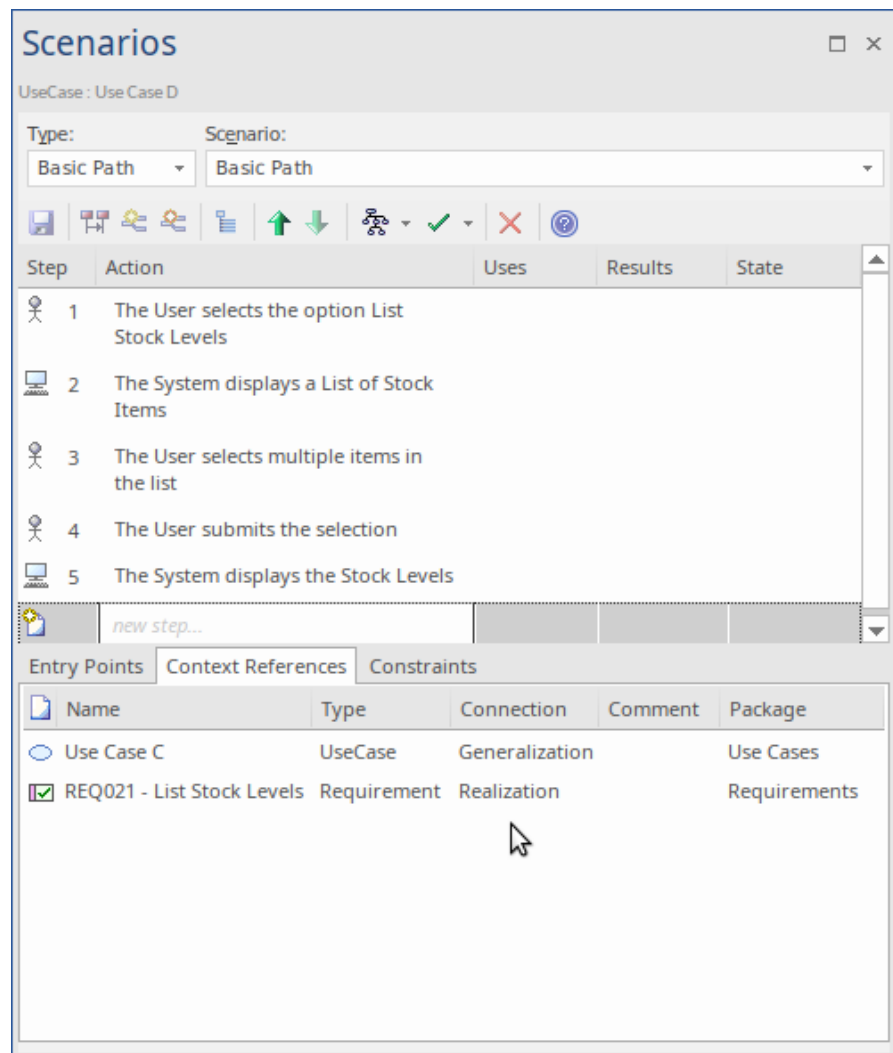 Scenarios
UseCase : Use Case D
Type: Scenario:
Basic Path Basic Path
Step Action Uses Results State
1 The User selects the option List
Stock Levels
2 The System displays a List of Stock
Items
3 The User selects multiple items in
the list
4 The User submits the selection
5 The System displays the Stock Levels
new step...
Entry Points Context References Constraints
Name Type Connection Comment Package
Use Case C UseCase Generalization Use Cases
REQ021 - List Stock Levels Requirement Realization Requirements